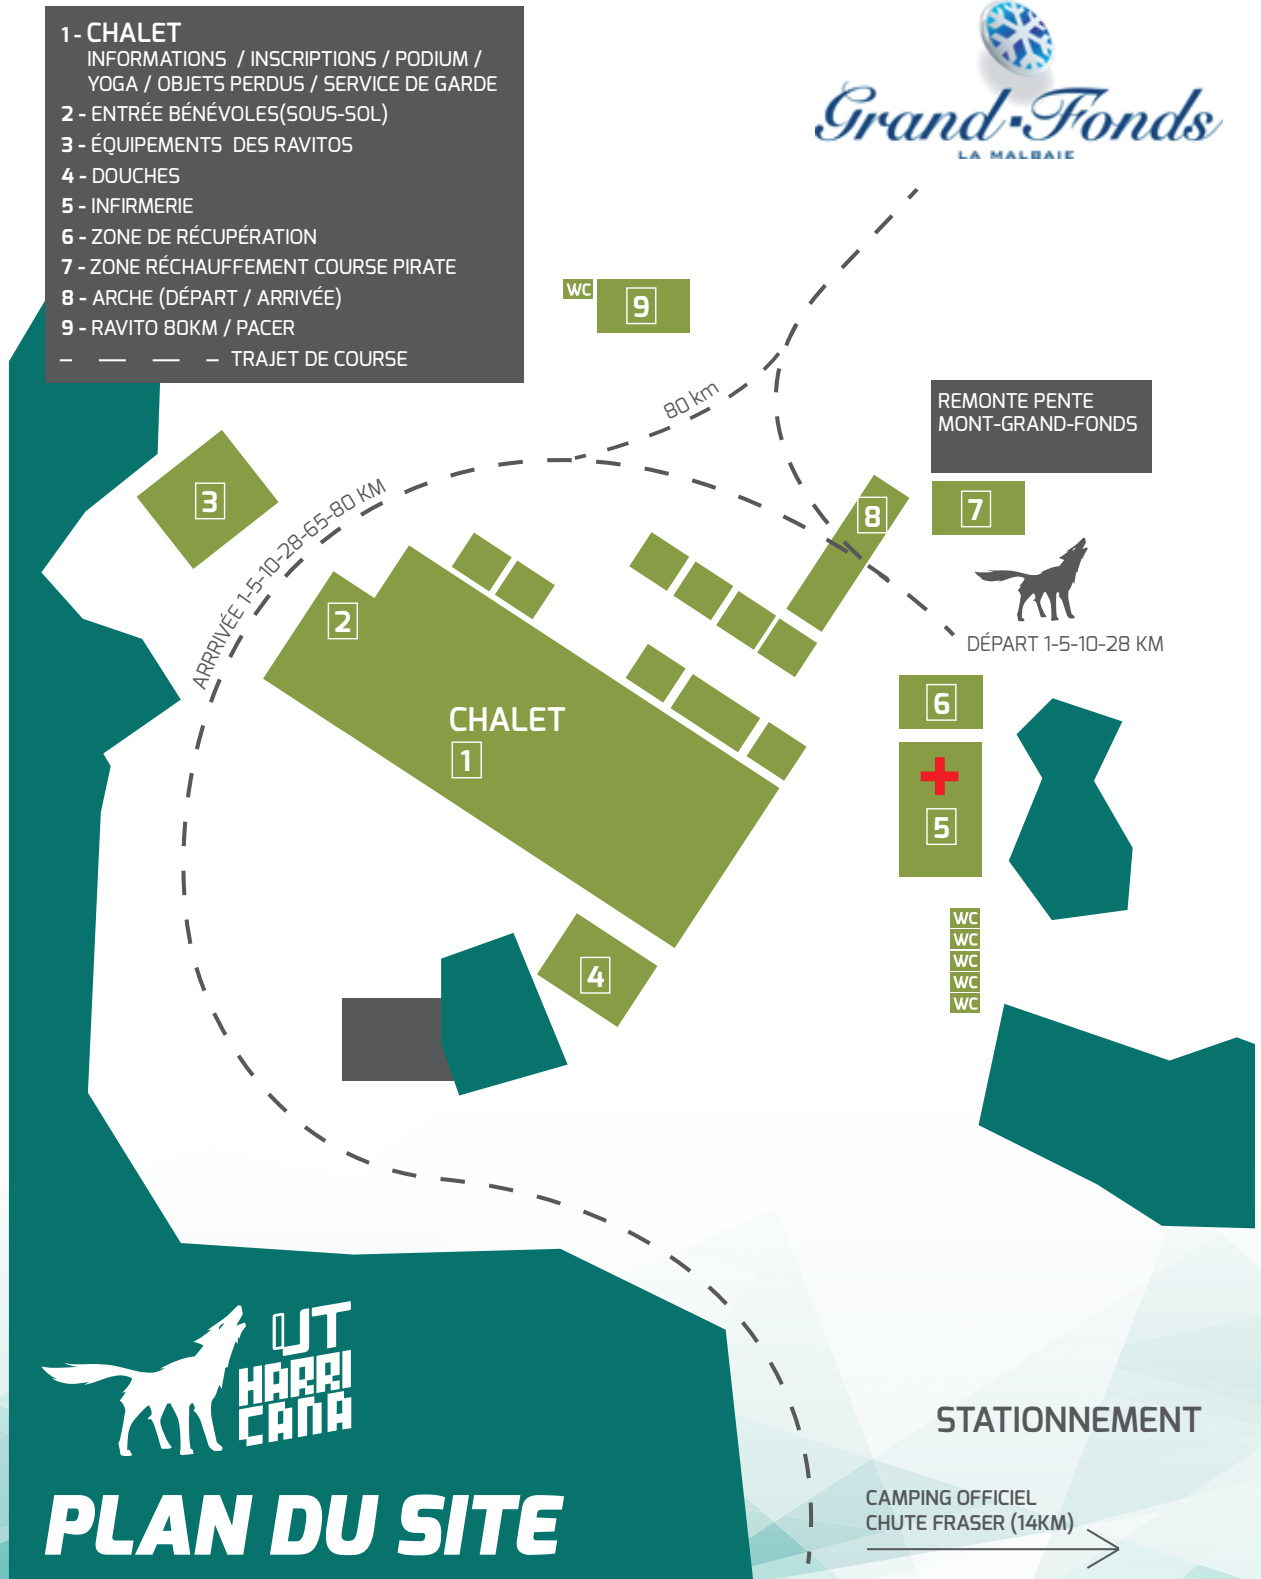 1 - CHALET
INFORMATIONS / INSCRIPTIONS / PODIUM /
YOGA / OBJETS PERDUS / SERVICE DE GARDE
2 - ENTRÉE BÉNÉVOLES(SOUS-SOL)
3 - ÉQUIPEMENTS DES RAVITOS
4 - DOUCHES
5 - INFIRMERIE
6 - ZONE DE RÉCUPÉRATION
7 - ZONE RÉCHAUFFEMENT COURSE PIRATE
8 - ARCHE (DÉPART / ARRIVÉE)
9 - RAVITO 80KM / PACER
TRAJET DE COURSE
Grand-Fonds
LA MALBAIE
WC
9
80 km
REMONTE PENTE
MONT-GRAND-FONDS
3
8
7
ARRRIVÉE 1-5-10-28-65-80 KM
2
DÉPART 1-5-10-28 KM
CHALET
1
6
5
4
WC
WC
WC
WC
WC
UT
HARRI
CANA
STATIONNEMENT
PLAN DU SITE
CAMPING OFFICIEL
CHUTE FRASER (14KM)